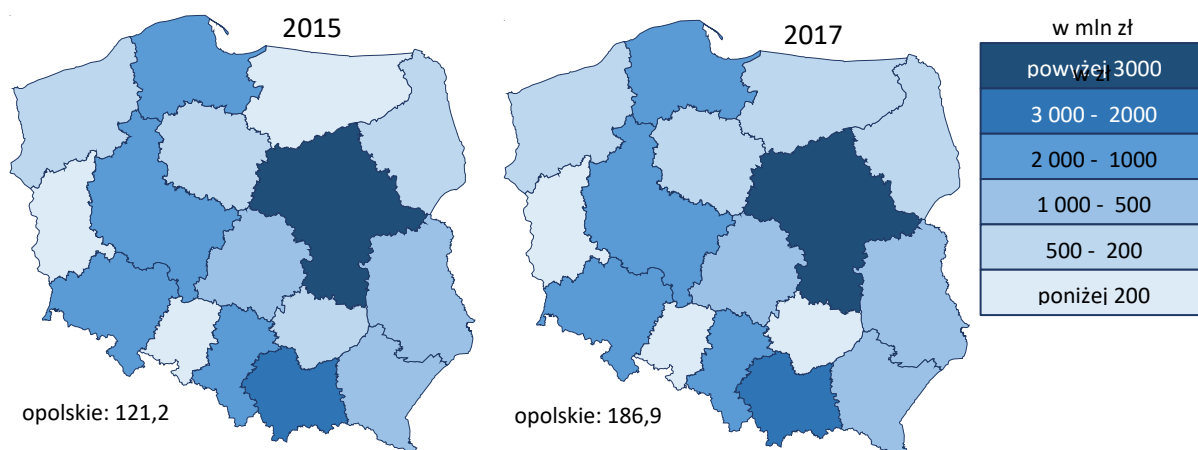 2015
2017
w mln zł
powyżej 3000
w zł
3 000 - 2000
2 000 - 1000
1 000 - 500
500 - 200
poniżej 200
opolskie: 121,2
opolskie: 186,9